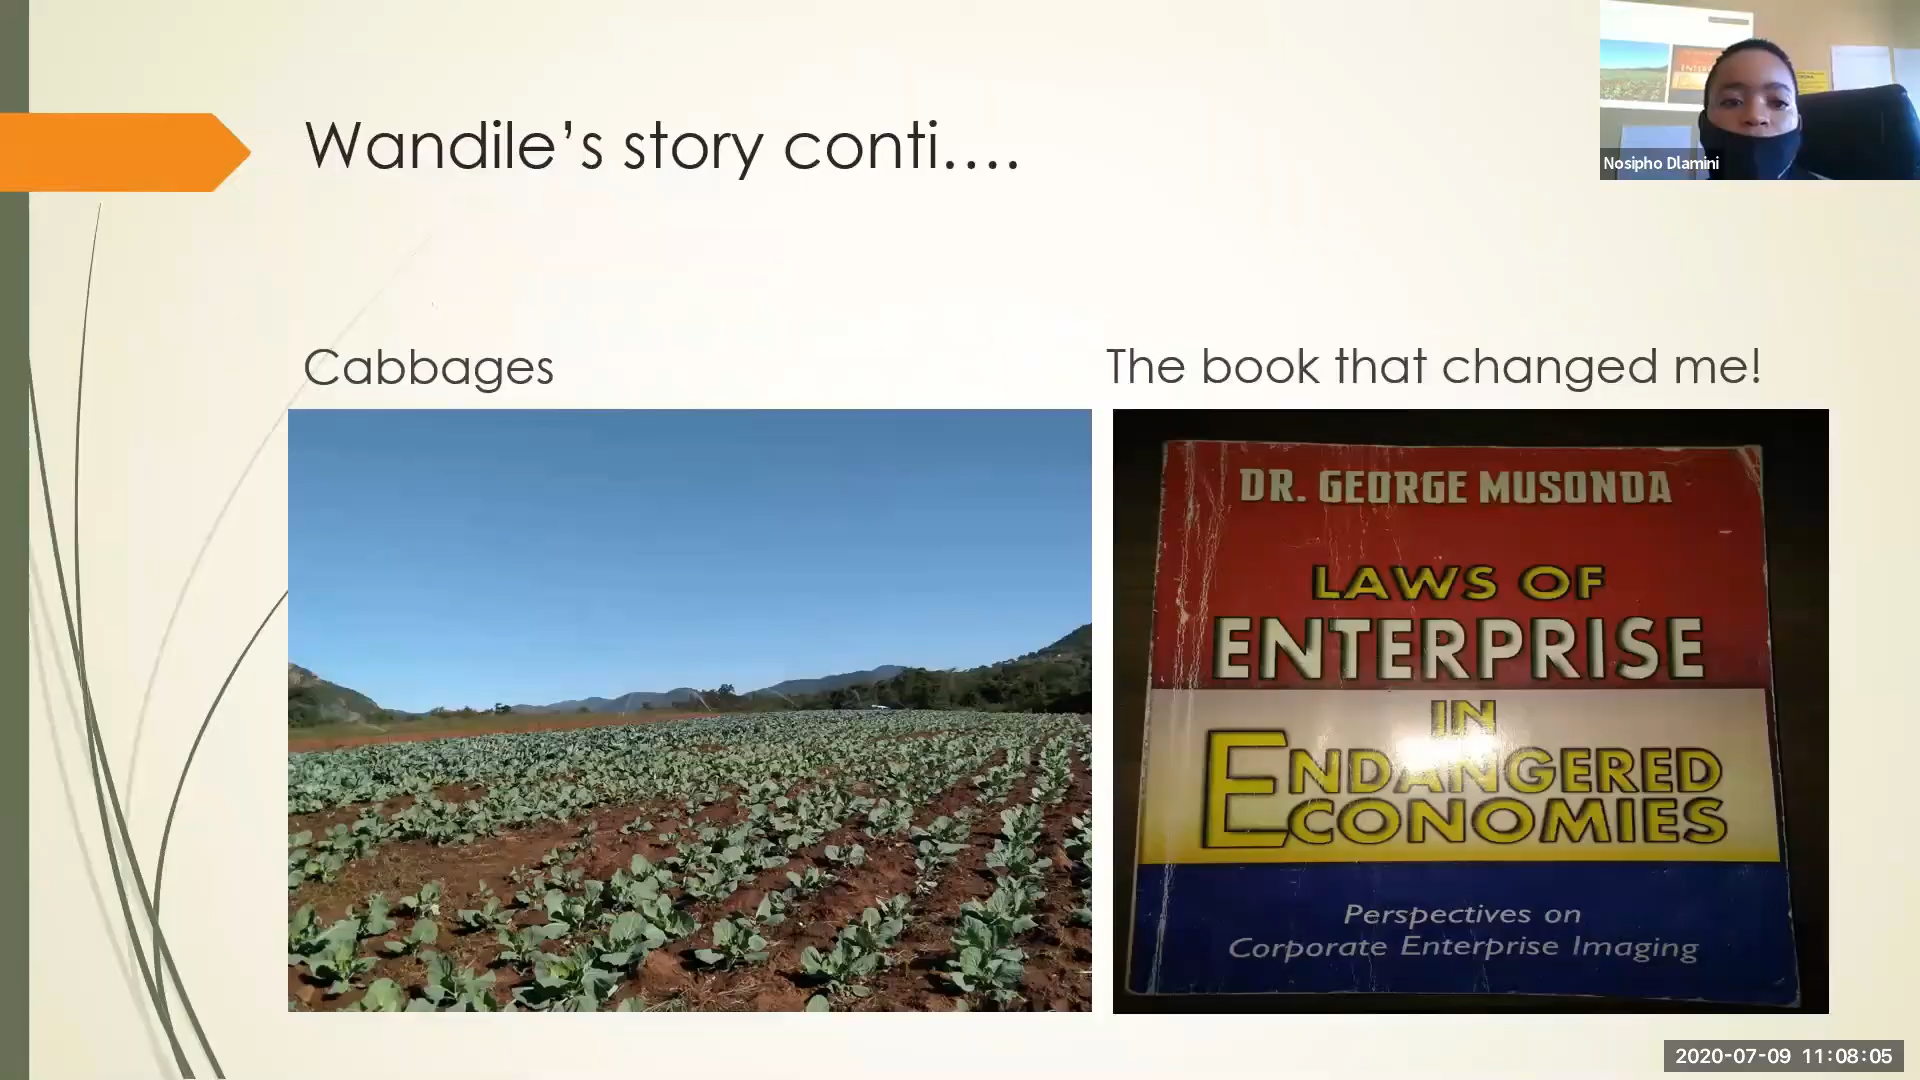 Wandile’s story conti….
Nosipho Dlamini
Cabbages
The book that changed me!
DR. GEORGE MUSONDA
LAWS OF
ENTERPRISE
IN
ENDANGERED
ECONOMIES
Perspectives on
Corporate Enterprise Imaging
2020-07-09 11:08:05